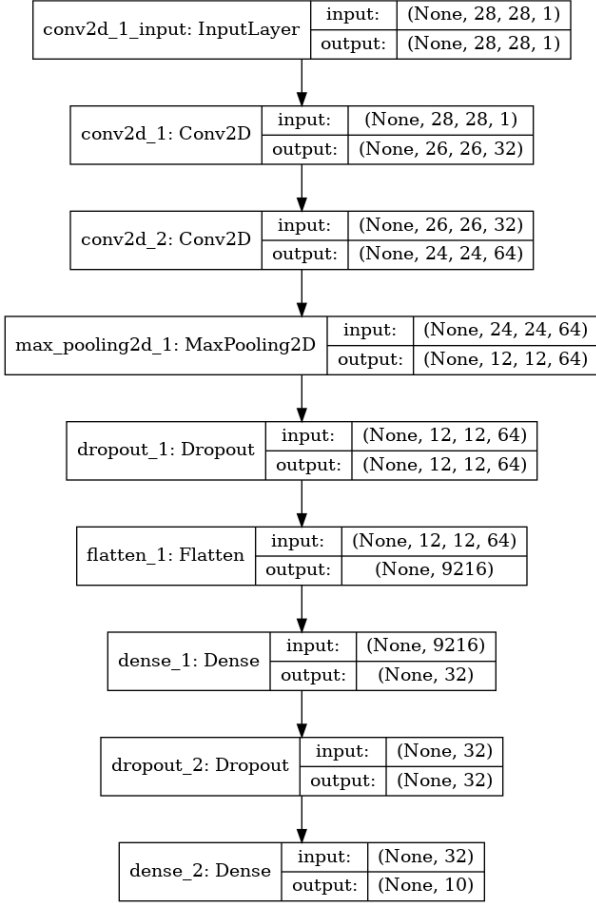 conv2d_1_input: InputLayer
input: (None, 28, 28, 1)
output: (None, 28, 28, 1)
conv2d_1: Conv2D
input: (None, 28, 28, 1)
output: (None, 26, 26, 32)
conv2d_2: Conv2D
input: (None, 26, 26, 32)
output: (None, 24, 24, 64)
max_pooling2d_1: MaxPooling2D
input: (None, 24, 24, 64)
output: (None, 12, 12, 64)
dropout_1: Dropout
input: (None, 12, 12, 64)
output: (None, 12, 12, 64)
flatten_1: Flatten
input: (None, 12, 12, 64)
output: (None, 9216)
dense_1: Dense
input: (None, 9216)
output: (None, 32)
dropout_2: Dropout
input: (None, 32)
output: (None, 32)
dense_2: Dense
input: (None, 32)
output: (None, 10)